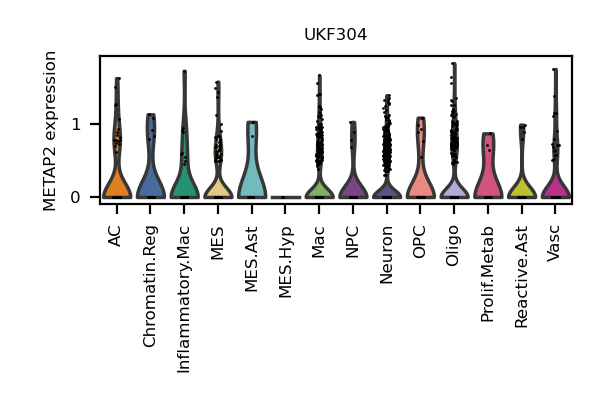 UKF304
METAP2 expression
1
0
AC
Chromatin.Reg
Inflammatory.Mac
MES
MES.Ast
MES.Hyp
Mac
NPC
Neuron
OPC
Oligo
Prolif.Metab
Reactive.Ast
Vasc